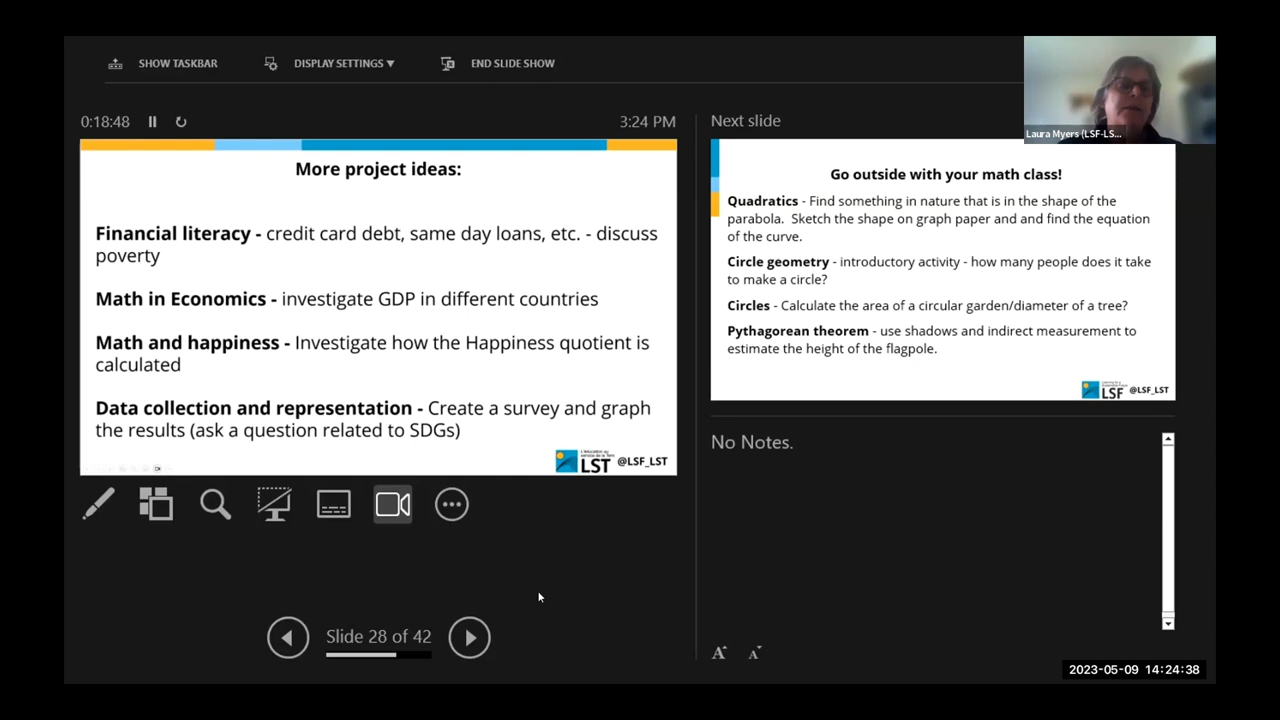 SHOW TASKBAR
DISPLAY SETTINGS ▼
END SLIDE SHOW
Laura Myers (LSF-LS...
0:18:48
3:24 PM
More project ideas:
Financial literacy - credit card debt, same day loans, etc. - discuss
poverty
Math in Economics - investigate GDP in different countries
Math and happiness - Investigate how the Happiness quotient is
calculated
Data collection and representation - Create a survey and graph
the results (ask a question related to SDGs)
LST @LSF_LST
Slide 28 of 42
Next slide
Go outside with your math class!
Quadratics - Find something in nature that is in the shape of the
parabola. Sketch the shape on graph paper and and find the equation
of the curve.
Circle geometry - introductory activity - how many people does it take
to make a circle?
Circles - Calculate the area of a circular garden/diameter of a tree?
Pythagorean theorem - use shadows and indirect measurement to
estimate the height of the flagpole.
LSF @LSF_LST
No Notes.
A A
2023-05-09 14:24:38